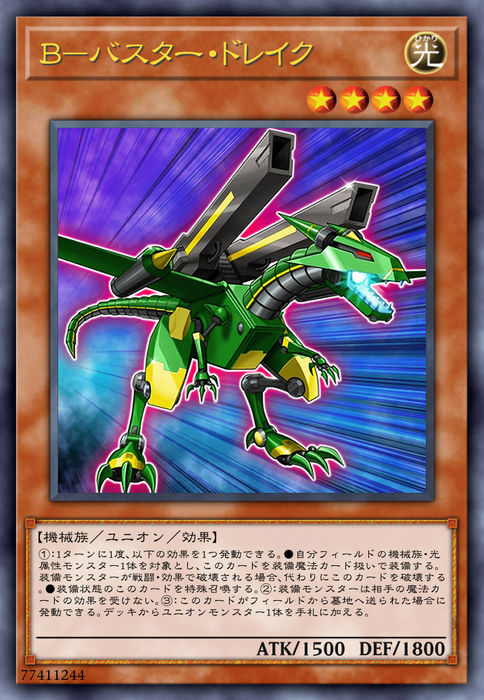 B－バスター・ドレイク
ひかり
光
【機械族／ユニオン／効果】
①：1ターンに1度、以下の効果を1つ発動できる。●自分フィールドの機械族・光
属性モンスター1体を対象とし、このカードを装備魔法カード扱いで装備する。
装備モンスターが戦闘・効果で破壊される場合、代わりにこのカードを破壊する。
●装備状態のこのカードを特殊召喚する。②：装備モンスターは相手の魔法カ
ードの効果を受けない。③：このカードがフィールドから墓地へ送られた場合に
発動できる。デッキからユニオンモンスター1体を手札に加える。
ATK/1500 DEF/1800
77411244